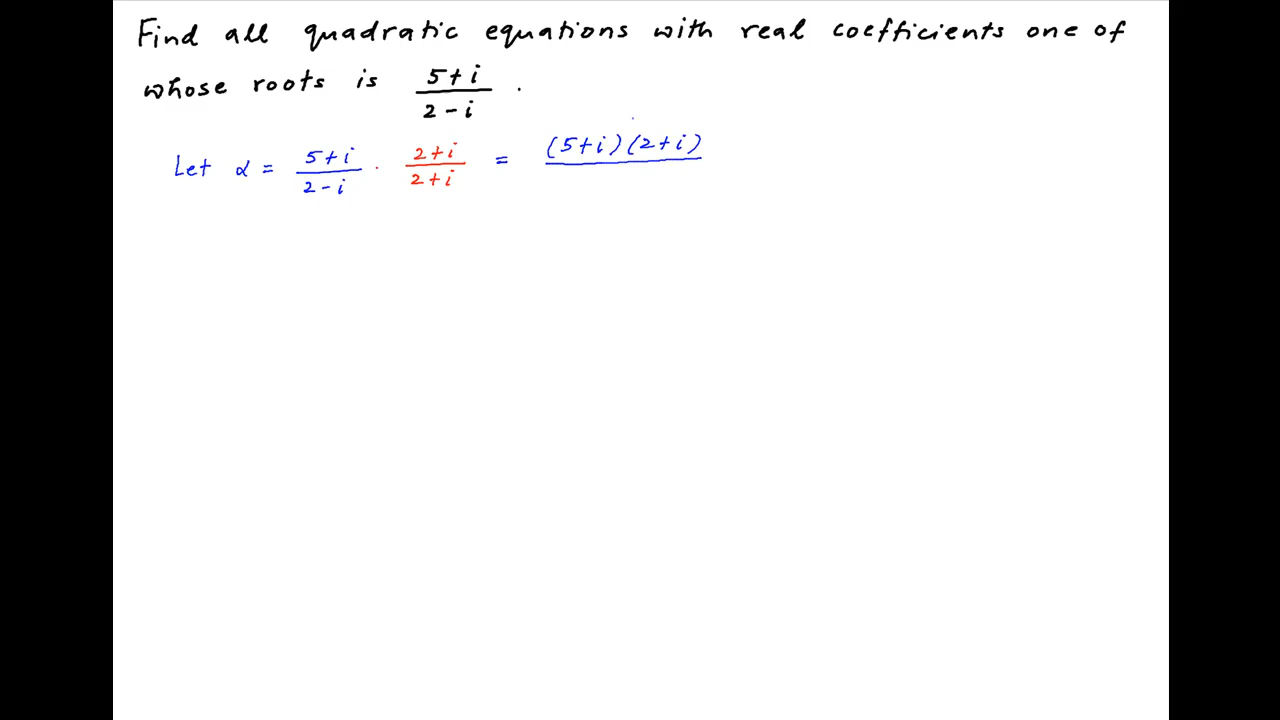 Find all quadratic equations with real coefficients one of
whose roots is (5+i)/(2-i) .
Let α = (5+i)/(2-i) · (2+i)/(2+i) = (5+i)(2+i)